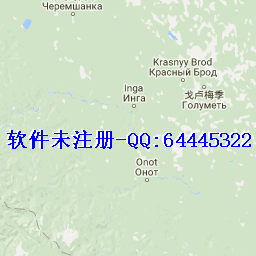 Черемшанка
Krasnyy Brod
Красный Брод
Inga
Инга
戈卢梅季
Голуметь
软件未注册-QQ:64445322
Onot
Онот